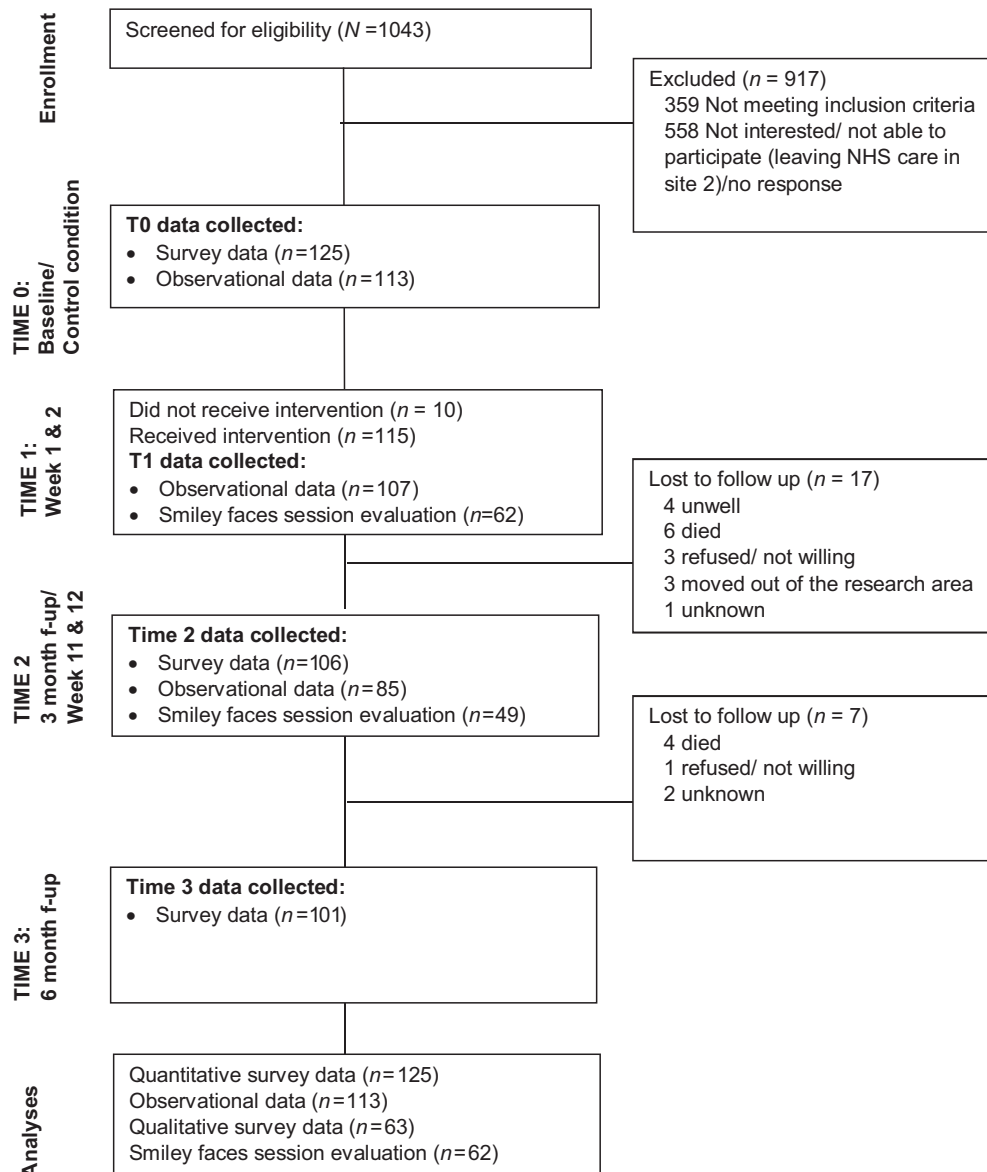 Enrollment
Screened for eligibility (N =1043)
Excluded (n = 917)
359 Not meeting inclusion criteria
558 Not interested/ not able to
participate (leaving NHS care in
site 2)/no response
TIME 0:
Baseline/
Control condition
T0 data collected:
• Survey data (n=125)
• Observational data (n=113)
TIME 1:
Week 1 & 2
Did not receive intervention (n = 10)
Received intervention (n =115)
T1 data collected:
• Observational data (n=107)
• Smiley faces session evaluation (n=62)
Lost to follow up (n = 17)
4 unwell
6 died
3 refused/ not willing
3 moved out of the research area
1 unknown
TIME 2
3 month f-up/
Week 11 & 12
Time 2 data collected:
• Survey data (n=106)
• Observational data (n=85)
• Smiley faces session evaluation (n=49)
Lost to follow up (n = 7)
4 died
1 refused/ not willing
2 unknown
TIME 3:
6 month f-up
Time 3 data collected:
• Survey data (n=101)
Analyses
Quantitative survey data (n=125)
Observational data (n=113)
Qualitative survey data (n=63)
Smiley faces session evaluation (n=62)